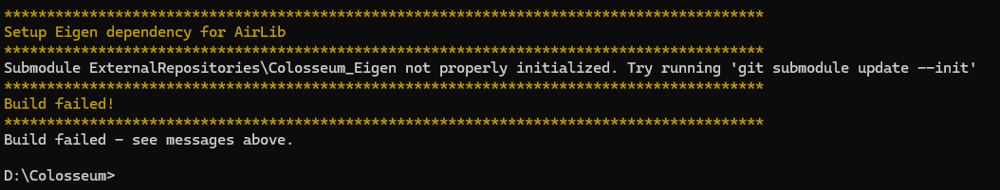 *****************************************************************************************
Setup Eigen dependency for AirLib
*****************************************************************************************
Submodule ExternalRepositories\Colosseum_Eigen not properly initialized. Try running 'git submodule update --init'
*****************************************************************************************
Build failed!
*****************************************************************************************
Build failed - see messages above.
D:\Colosseum>